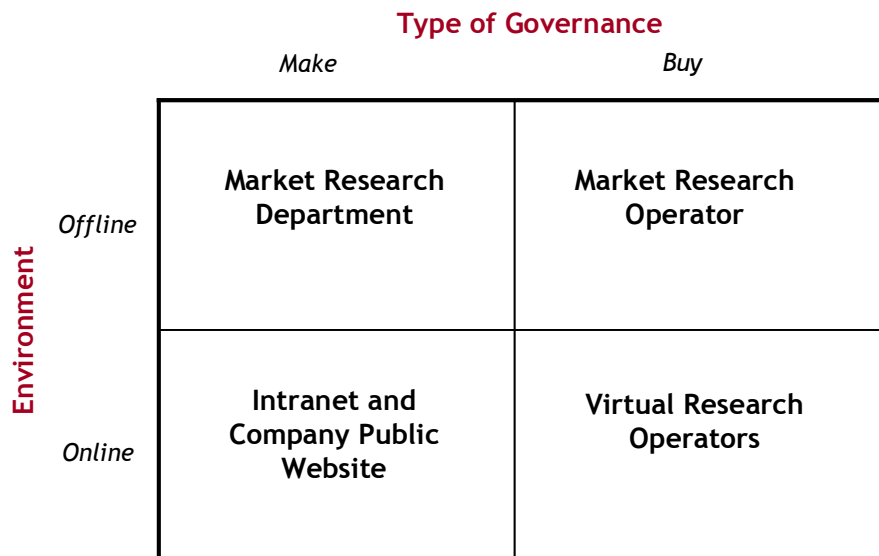 Type of Governance
Make
Buy
Market Research
Department
Market Research
Operator
Offline
Environment
Intranet and
Company Public
Website
Virtual Research
Operators
Online